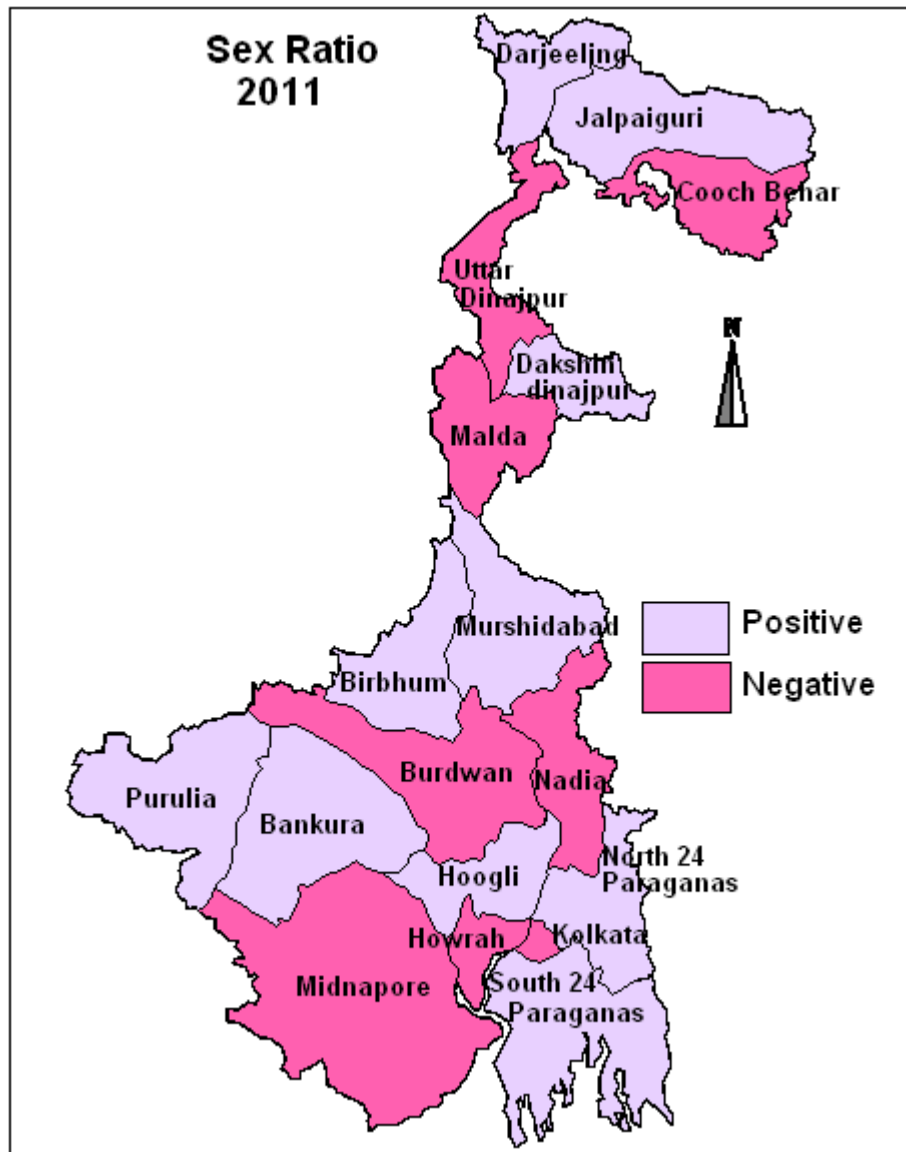 Sex Ratio
2011
Darjeeling
Jalpaiguri
Cooch Behar
Uttar
Dinajpur
Dakshin
dinajpur
N
Malda
Murshidabad
Positive
Birbhum
Negative
Burdwan
Nadia
Purulia
Bankura
North 24
Paraganas
Hoogli
Howrah
Kolkata
Midnapore
South 24
Paraganas